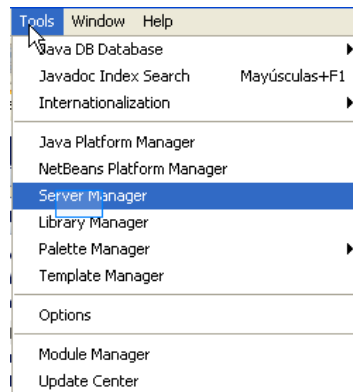 Tools Window Help
Java DB Database
Javadoc Index Search Mayúsculas+F1
Internationalization
Java Platform Manager
NetBeans Platform Manager
Server Manager
Library Manager
Palette Manager
Template Manager
Options
Module Manager
Update Center